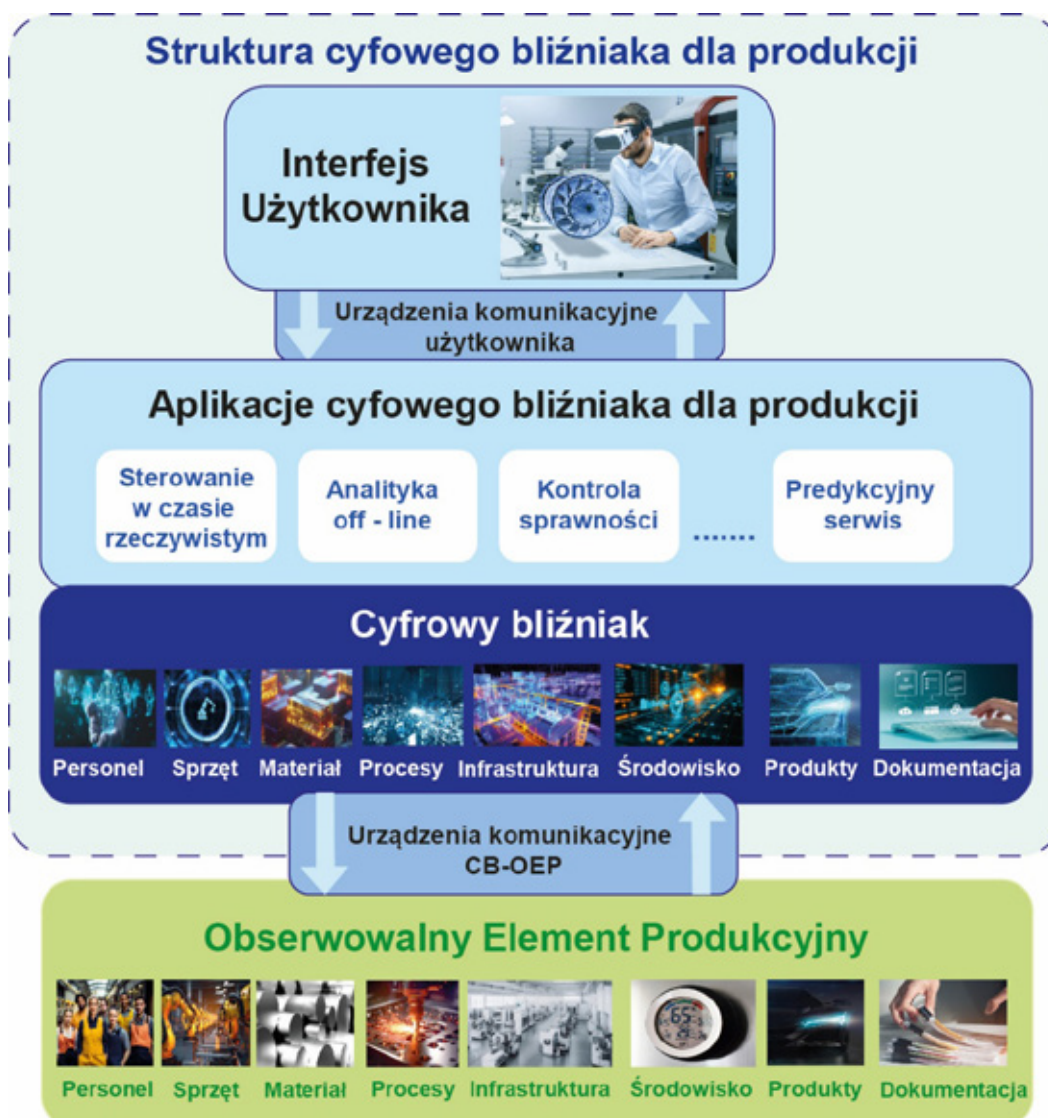 Struktura cyfowego bliźniaka dla produkcji
Interfejs
Użytkownika
Urządzenia komunikacyjne
użytkownika
Aplikacje cyfowego bliźniaka dla produkcji
Sterowanie
w czasie
rzeczywistym
Analityka
off - line
Kontrola
sprawności
.......
Predykcyjny
serwis
Cyfrowy bliźniak
Personel Sprzęt Materiał Procesy Infrastruktura Środowisko Produkty Dokumentacja
Urządzenia komunikacyjne
CB-OEP
Obserwowalny Element Produkcyjny
65
Personel Sprzęt Materiał Procesy Infrastruktura Środowisko Produkty Dokumentacja